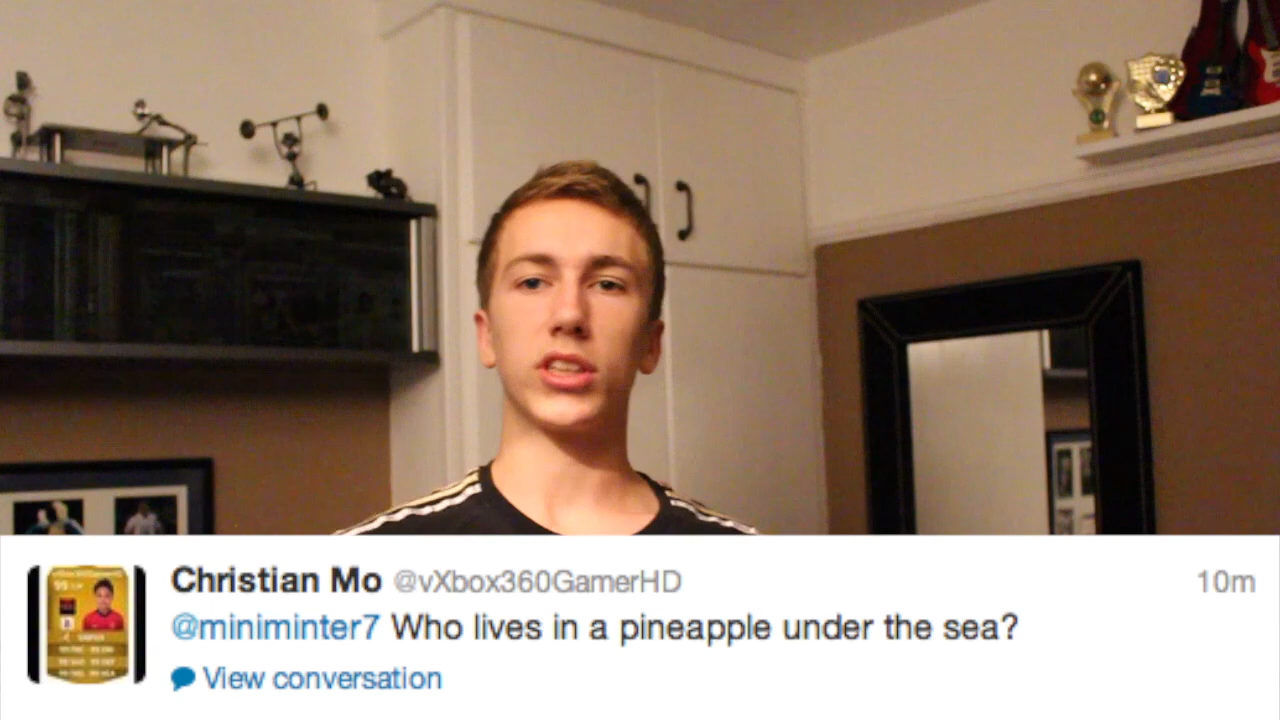 Christian Mo @vXbox360GamerHD 10m
@miniminter7 Who lives in a pineapple under the sea?
View conversation